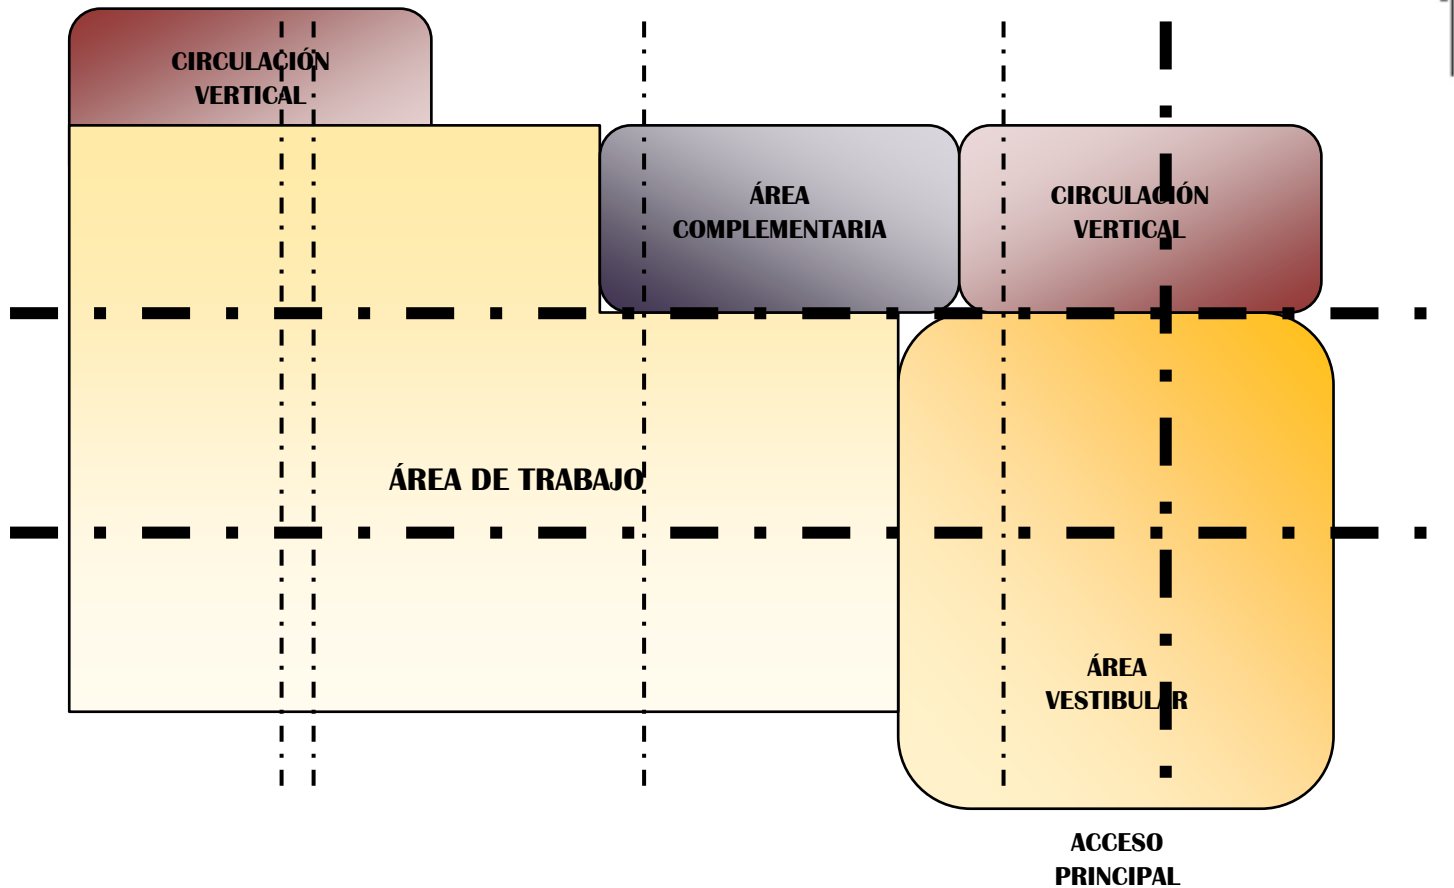 CIRCULACIÓN
VERTICAL
ÁREA
COMPLEMENTARIA
CIRCULACIÓN
VERTICAL
ÁREA DE TRABAJO
ÁREA
VESTIBULAR
ACCESO
PRINCIPAL